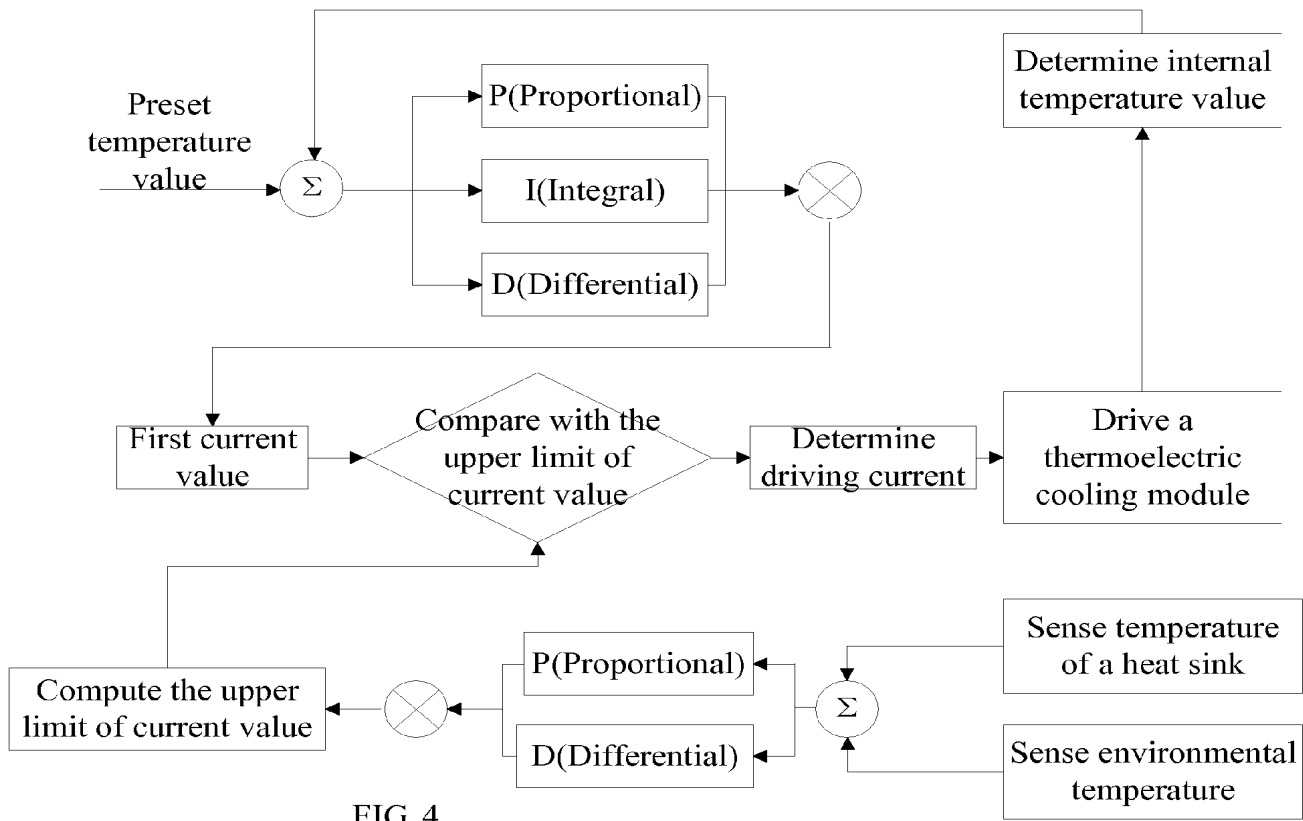 Preset
temperature
value
Σ
P(Proportional)
I(Integral)
D(Differential)
Determine internal
temperature value
First current
value
Compare with the
upper limit of
current value
Determine
driving current
Drive a
thermoelectric
cooling module
Compute the upper
limit of current value
P(Proportional)
D(Differential)
Σ
Sense temperature
of a heat sink
Sense environmental
temperature
FIG. 4